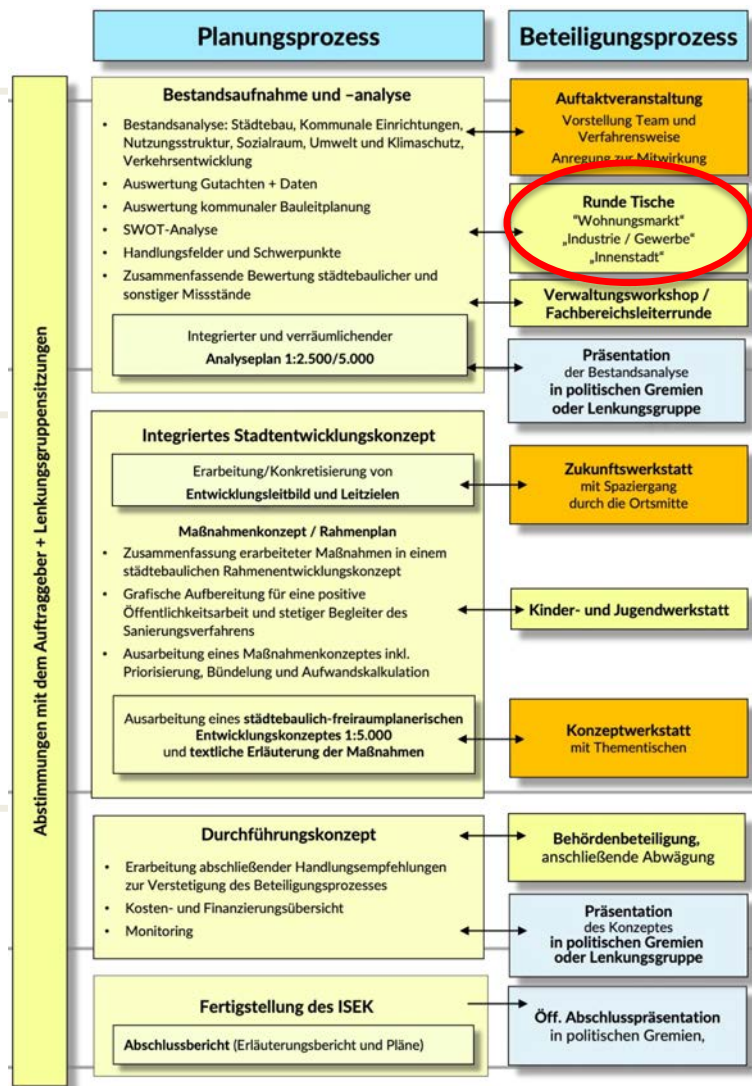 Planungsprozess
Beteiligungsprozess
Abstimmungen mit dem Auftraggeber + Lenkungsgruppensitzungen
Bestandsaufnahme und –analyse
• Bestandsanalyse: Städtebau, Kommunale Einrichtungen,
Nutzungsstruktur, Sozialraum, Umwelt und Klimaschutz,
Verkehrsentwicklung
• Auswertung Gutachten + Daten
• Auswertung kommunaler Bauleitplanung
• SWOT-Analyse
• Handlungsfelder und Schwerpunkte
• Zusammenfassende Bewertung städtebaulicher und
sonstiger Missstände
Integrierter und verräumlichender
Analyseplan 1:2.500/5.000
Auftaktveranstaltung
Vorstellung Team und
Verfahrensweise
Anregung zur Mitwirkung
Runde Tische
"Wohnungsmarkt"
„Industrie / Gewerbe“
„Innenstadt“
Verwaltungsworkshop /
Fachbereichsleiterrunde
Präsentation
der Bestandsanalyse
in politischen Gremien
oder Lenkungsgruppe
Integriertes Stadtentwicklungskonzept
Erarbeitung/Konkretisierung von
Entwicklungsleitbild und Leitzielen
Maßnahmenkonzept / Rahmenplan
• Zusammenfassung erarbeiteter Maßnahmen in einem
städtebaulichen Rahmenentwicklungskonzept
• Grafische Aufbereitung für eine positive
Öffentlichkeitsarbeit und stetiger Begleiter des
Sanierungsverfahrens
• Ausarbeitung eines Maßnahmenkonzeptes inkl.
Priorisierung, Bündelung und Aufwandskalkulation
Ausarbeitung eines städtebaulich-freiraumplanerischen
Entwicklungskonzeptes 1:5.000
und textliche Erläuterung der Maßnahmen
Zukunftswerkstatt
mit Spaziergang
durch die Ortsmitte
Kinder- und Jugendwerkstatt
Konzeptwerkstatt
mit Thementischen
Durchführungskonzept
• Erarbeitung abschließender Handlungsempfehlungen
zur Verstetigung des Beteiligungsprozesses
• Kosten- und Finanzierungsübersicht
• Monitoring
Behördenbeteiligung,
anschließende Abwägung
Präsentation
des Konzeptes
in politischen Gremien
oder Lenkungsgruppe
Fertigstellung des ISEK
Abschlussbericht (Erläuterungsbericht und Pläne)
Öff. Abschlusspräsentation
in politischen Gremien,